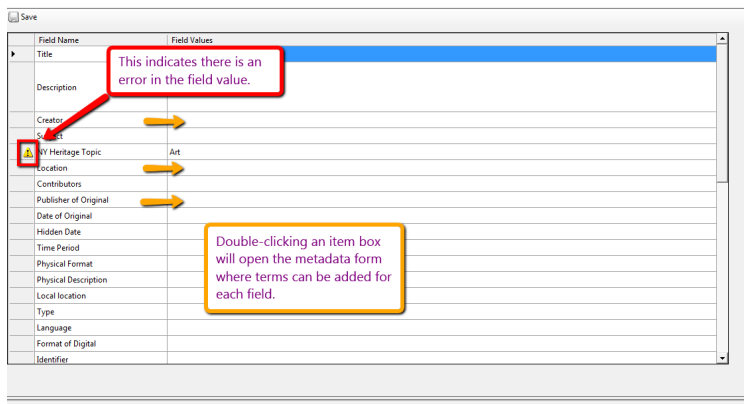 Save
Field Name Field Values
Title
This indicates there is an
error in the field value.
Description
Creator
Subject
NY Heritage Topic Art
Location
Contributors
Publisher of Original
Date of Original
Hidden Date
Time Period
Physical Format
Physical Description
Local location
Type
Language
Format of Digital
Identifier
Double-clicking an item box
will open the metadata form
where terms can be added for
each field.